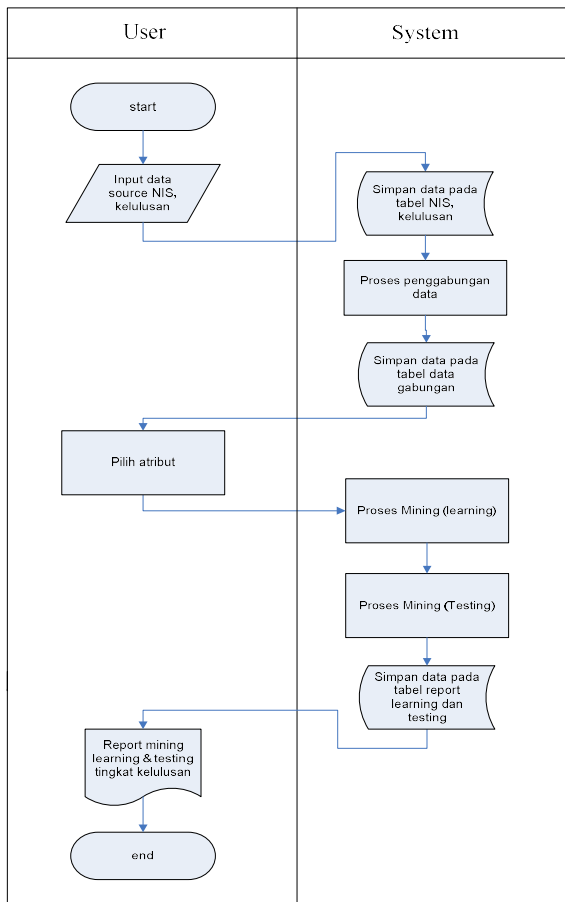 User
System
start
Input data
source NIS,
kelulusan
Simpan data pada
tabel NIS,
kelulusan
Proses penggabungan
data
Simpan data pada
tabel data
gabungan
Pilih atribut
Proses Mining (learning)
Proses Mining (Testing)
Simpan data pada
tabel report
learning dan
testing
Report mining
learning & testing
tingkat kelulusan
end